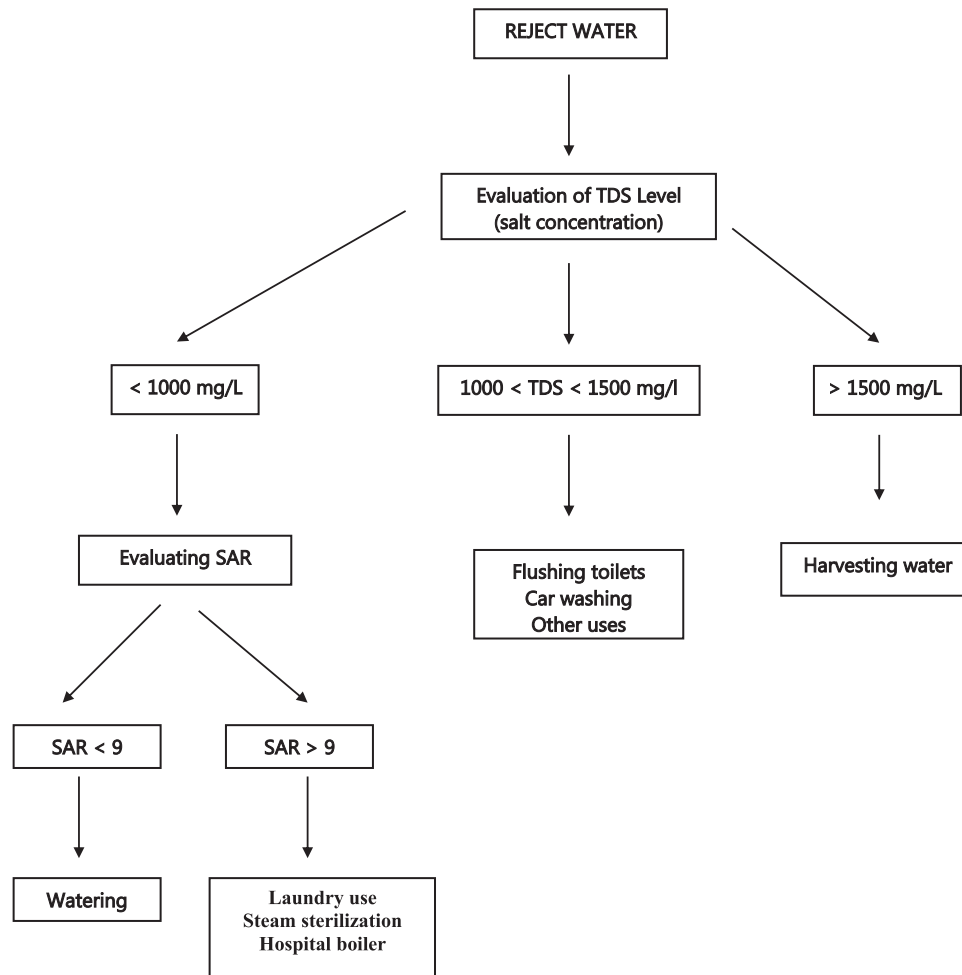 REJECT WATER
Evaluation of TDS Level
(salt concentration)
< 1000 mg/L
1000 < TDS < 1500 mg/l
> 1500 mg/L
Evaluating SAR
Flushing toilets
Car washing
Other uses
Harvesting water
SAR < 9
SAR > 9
Watering
Laundry use
Steam sterilization
Hospital boiler